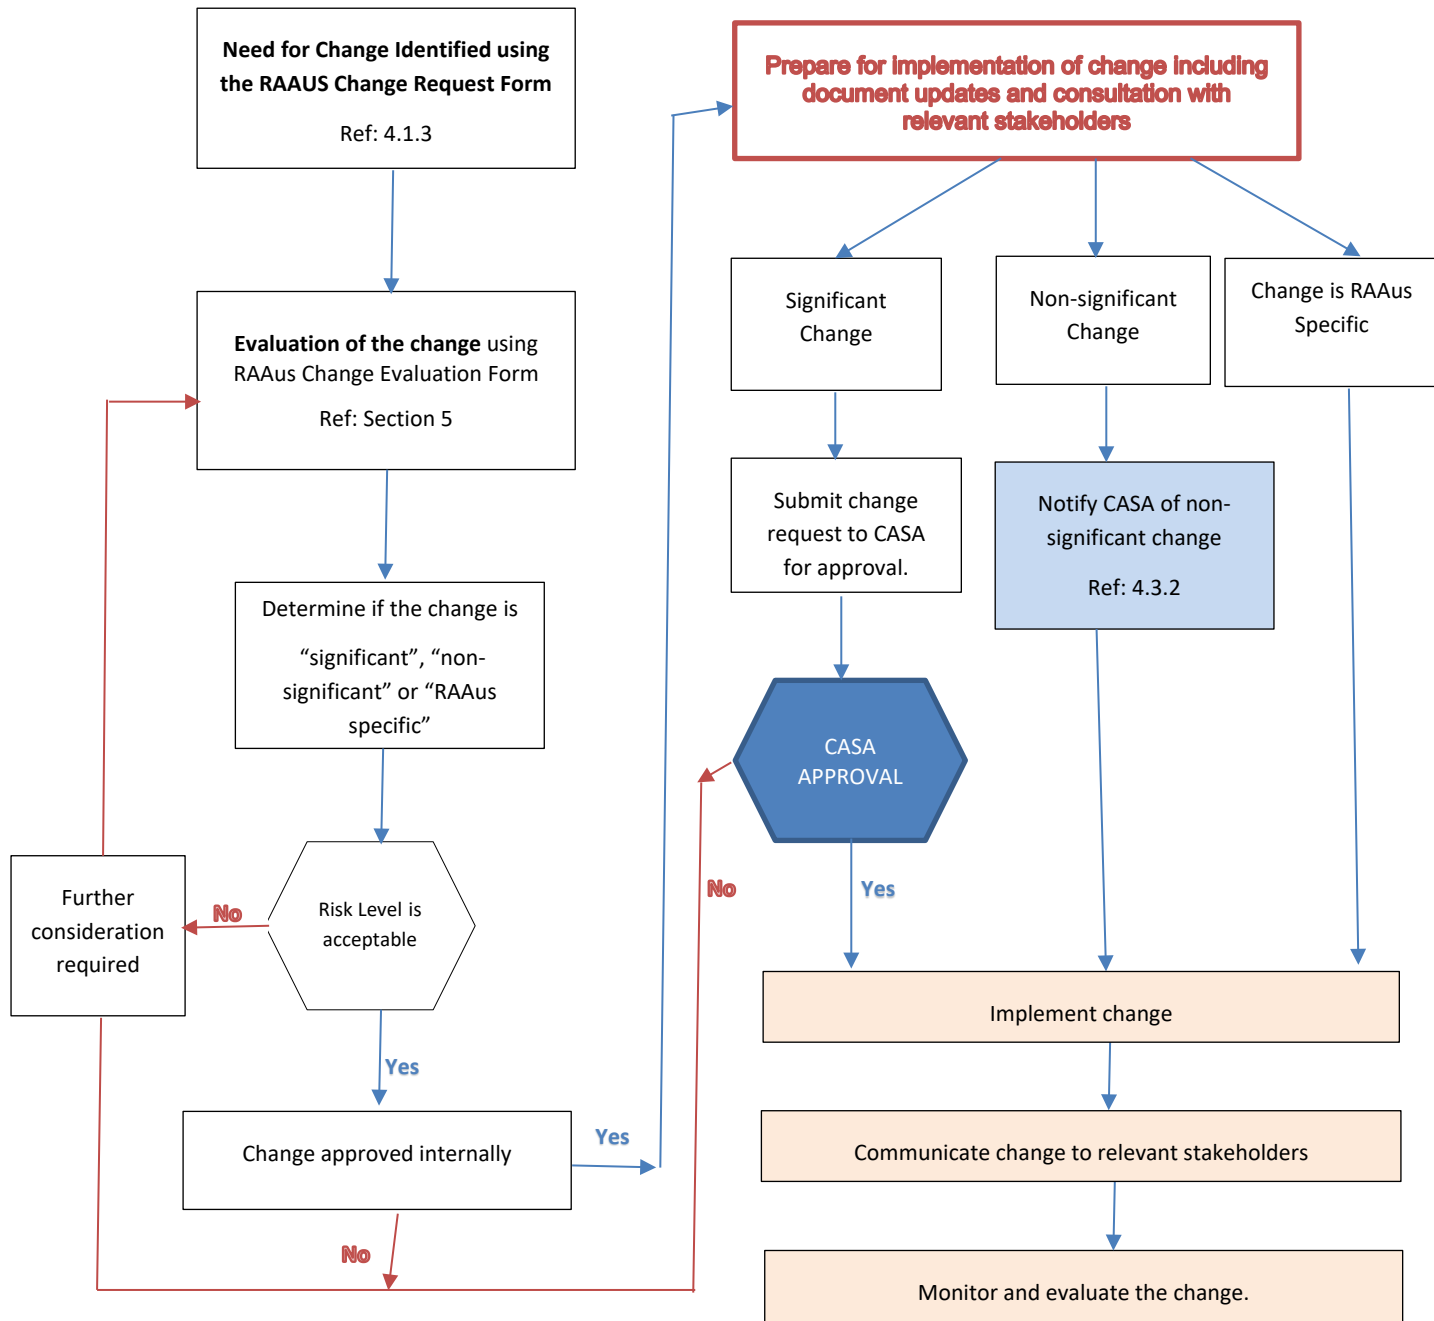 Need for Change Identified using
the RAAUS Change Request Form
Ref: 4.1.3
Evaluation of the change using
RAAus Change Evaluation Form
Ref: Section 5
Determine if the change is
“significant”, “non-
significant” or “RAAus
specific”
Risk Level is
acceptable
No
Further
consideration
required
Yes
Change approved internally
Yes
No
Prepare for implementation of change including
document updates and consultation with
relevant stakeholders
Significant
Change
Non-significant
Change
Change is RAAus
Specific
Submit change
request to CASA
for approval.
Notify CASA of non-
significant change
Ref: 4.3.2
CASA
APPROVAL
No
Yes
Implement change
Communicate change to relevant stakeholders
Monitor and evaluate the change.